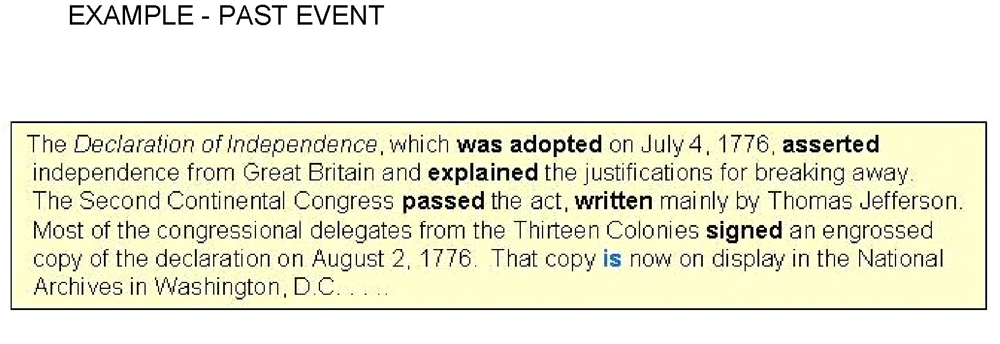 EXAMPLE - PAST EVENT
The Declaration of Independence, which was adopted on July 4, 1776, asserted
independence from Great Britain and explained the justifications for breaking away.
The Second Continental Congress passed the act, written mainly by Thomas Jefferson.
Most of the congressional delegates from the Thirteen Colonies signed an engrossed
copy of the declaration on August 2, 1776. That copy is now on display in the National
Archives in Washington, D.C. . . . .